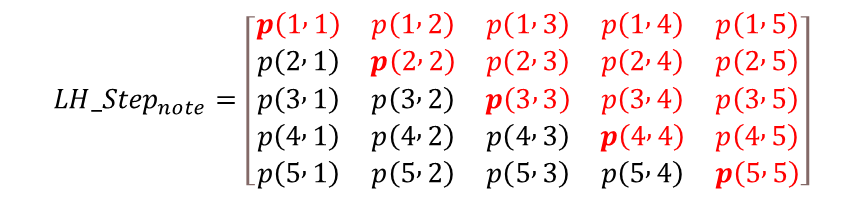 p(1,1) p(1,2) p(1,3) p(1,4) p(1,5)
p(2,1) p(2,2) p(2,3) p(2,4) p(2,5)
LH_Step_note = [ p(3,1) p(3,2) p(3,3) p(3,4) p(3,5) ]
p(4,1) p(4,2) p(4,3) p(4,4) p(4,5)
p(5,1) p(5,2) p(5,3) p(5,4) p(5,5)